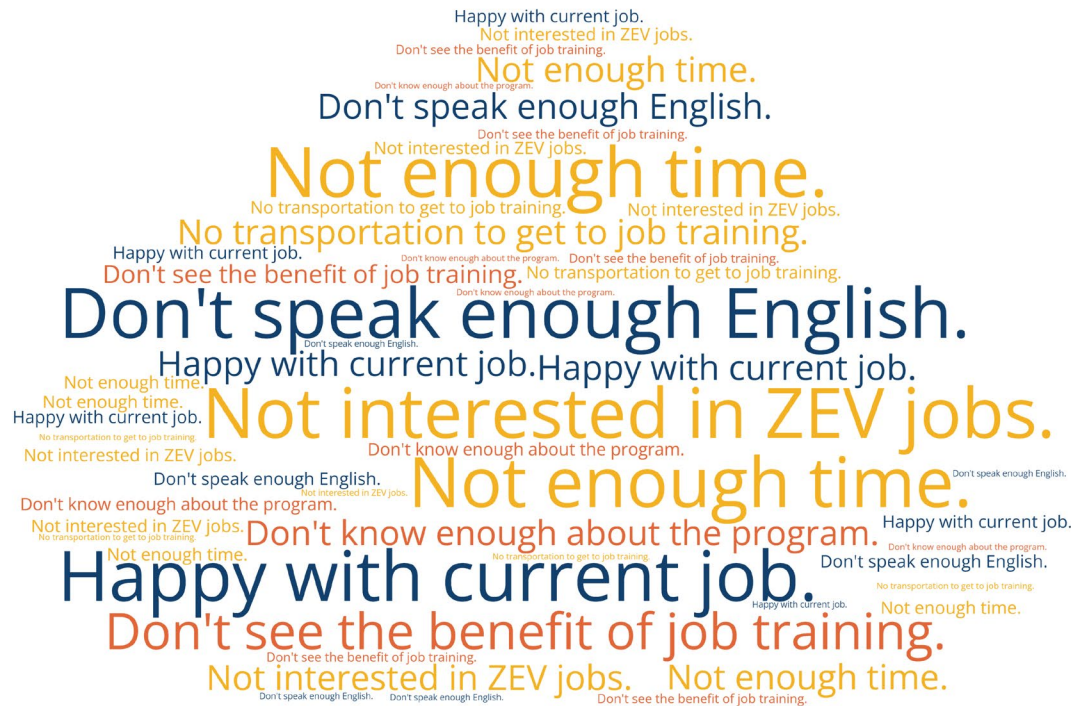 Happy with current job.
Not interested in ZEV jobs.
Don't see the benefit of job training.
Not enough time.
Don't know enough about the program.
Don't speak enough English.
Don't see the benefit of job training.
Not interested in ZEV jobs.
Not enough time.
No transportation to get to job training.
Not interested in ZEV jobs.
No transportation to get to job training.
Happy with current job.
Don't know enough about the program.
Don't see the benefit of job training.
Don't see the benefit of job training.
No transportation to get to job training.
Don't know enough about the program.
Don't speak enough English.
Don't speak enough English.
Happy with current job.
Happy with current job.
Not enough time.
Not enough time.
Happy with current job.
Not interested in ZEV jobs.
No transportation to get to job training.
Don't know enough about the program.
Not interested in ZEV jobs.
Don't speak enough English.
Not enough time.
Don't speak enough English.
Not interested in ZEV jobs.
Don't know enough about the program.
Not interested in ZEV jobs.
Don't know enough about the program.
Happy with current job.
No transportation to get to job training.
Don't know enough about the program.
Not enough time.
No transportation to get to job training.
Don't speak enough English.
Happy with current job.
No transportation to get to job training.
Happy with current job.
Not enough time.
Don't see the benefit of job training.
Don't see the benefit of job training.
Not interested in ZEV jobs.
Not enough time.
Don't speak enough English.
Don't speak enough English.
Don't see the benefit of job training.